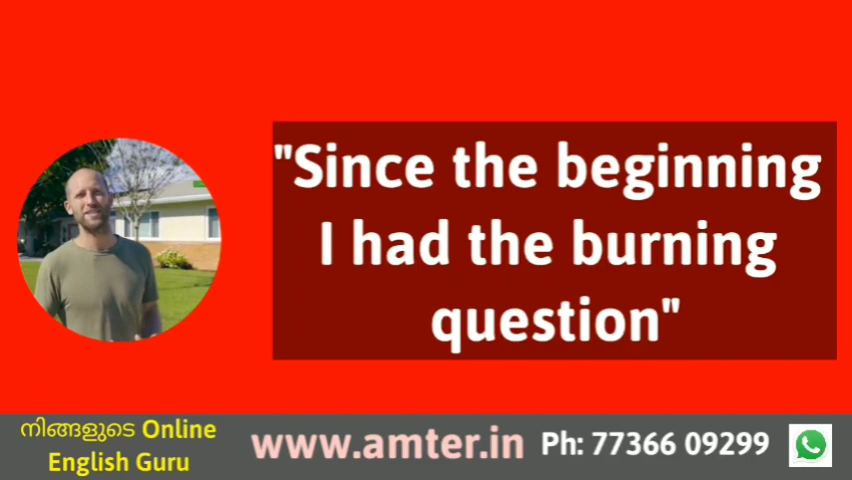 "Since the beginning
I had the burning
question"
നിങ്ങളുടെ Online
English Guru
www.amter.in
Ph: 77366 09299